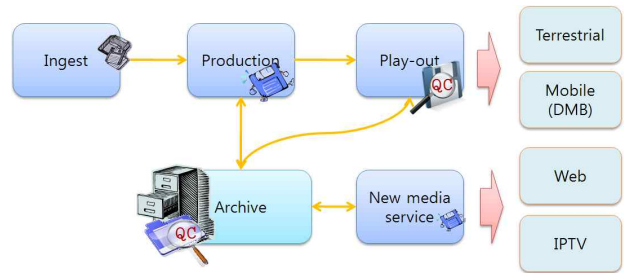 Ingest
Production
Play-out
QC
Terrestrial
Mobile
(DMB)
Archive
QC
New media
service
Web
IPTV